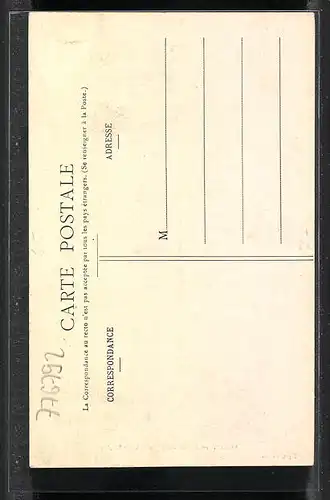 CARTE POSTALE
La Correspondance au recto n'est pas acceptée par tous les pays étrangers. (Se renseigner à la Poste.)
CORRESPONDANCE
ADRESSE
M
776792